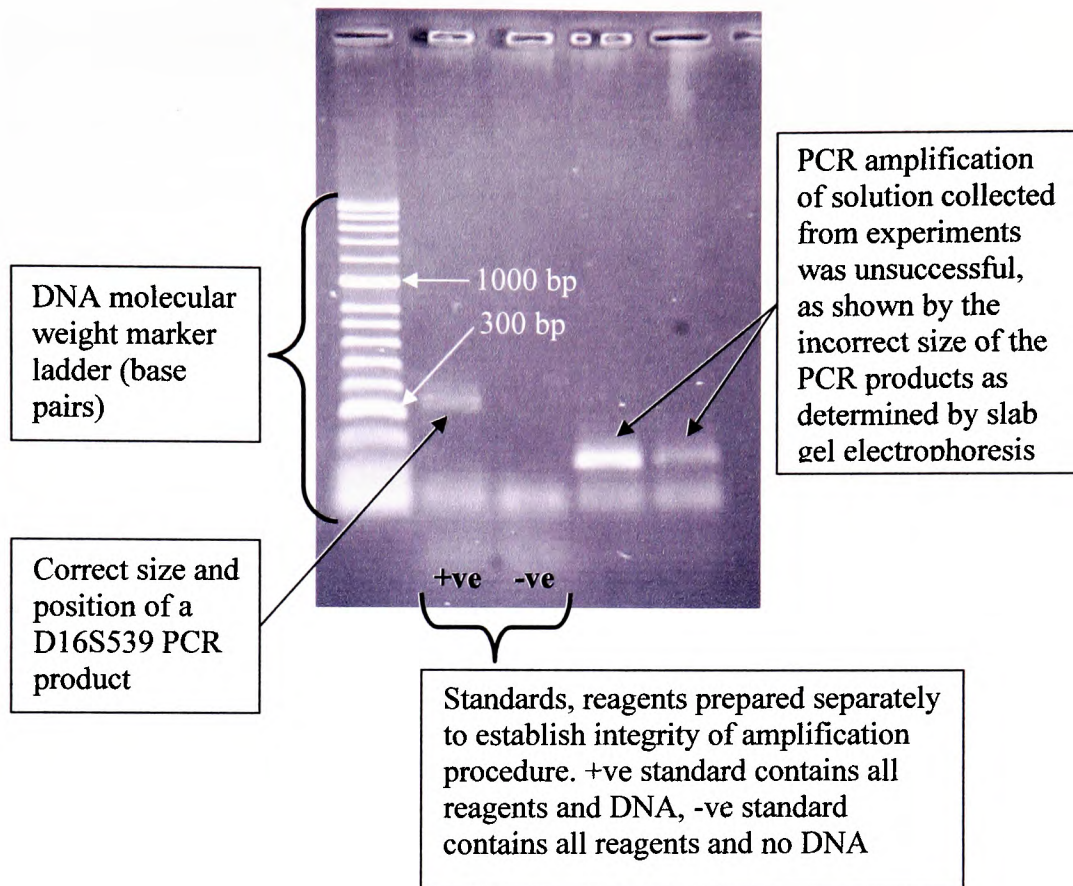 1000 bp
300 bp
DNA molecular
weight marker
ladder (base
pairs)
PCR amplification
of solution collected
from experiments
was unsuccessful,
as shown by the
incorrect size of the
PCR products as
determined by slab
gel electrophoresis
Correct size and
position of a
D16S539 PCR
product
+ve -ve
Standards, reagents prepared separately
to establish integrity of amplification
procedure. +ve standard contains all
reagents and DNA, -ve standard
contains all reagents and no DNA